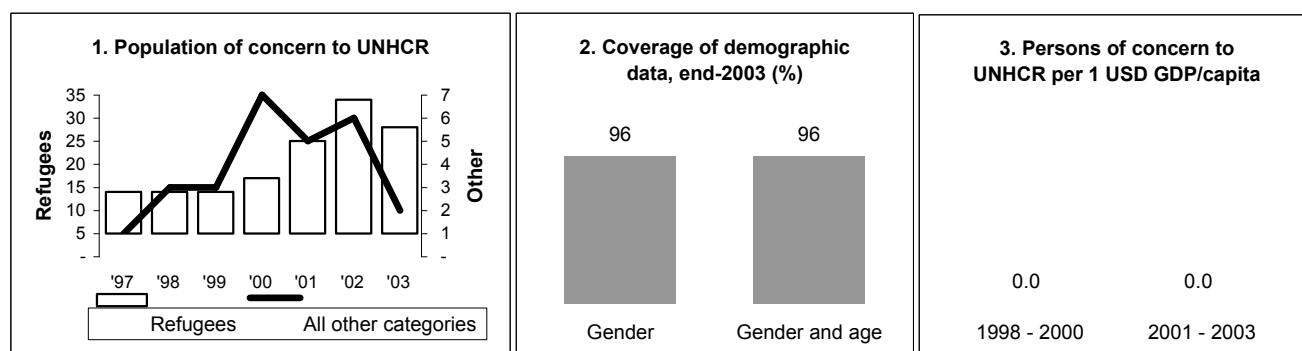 1. Population of concern to UNHCR
Refugees
35
30
25
20
15
10
5
-
7
6
5
4
3
2
1
-
Other
'97 '98 '99 '00 '01 '02 '03
Refugees All other categories
2. Coverage of demographic
data, end-2003 (%)
96 96
Gender Gender and age
3. Persons of concern to
UNHCR per 1 USD GDP/capita
0.0 0.0
1998 - 2000 2001 - 2003